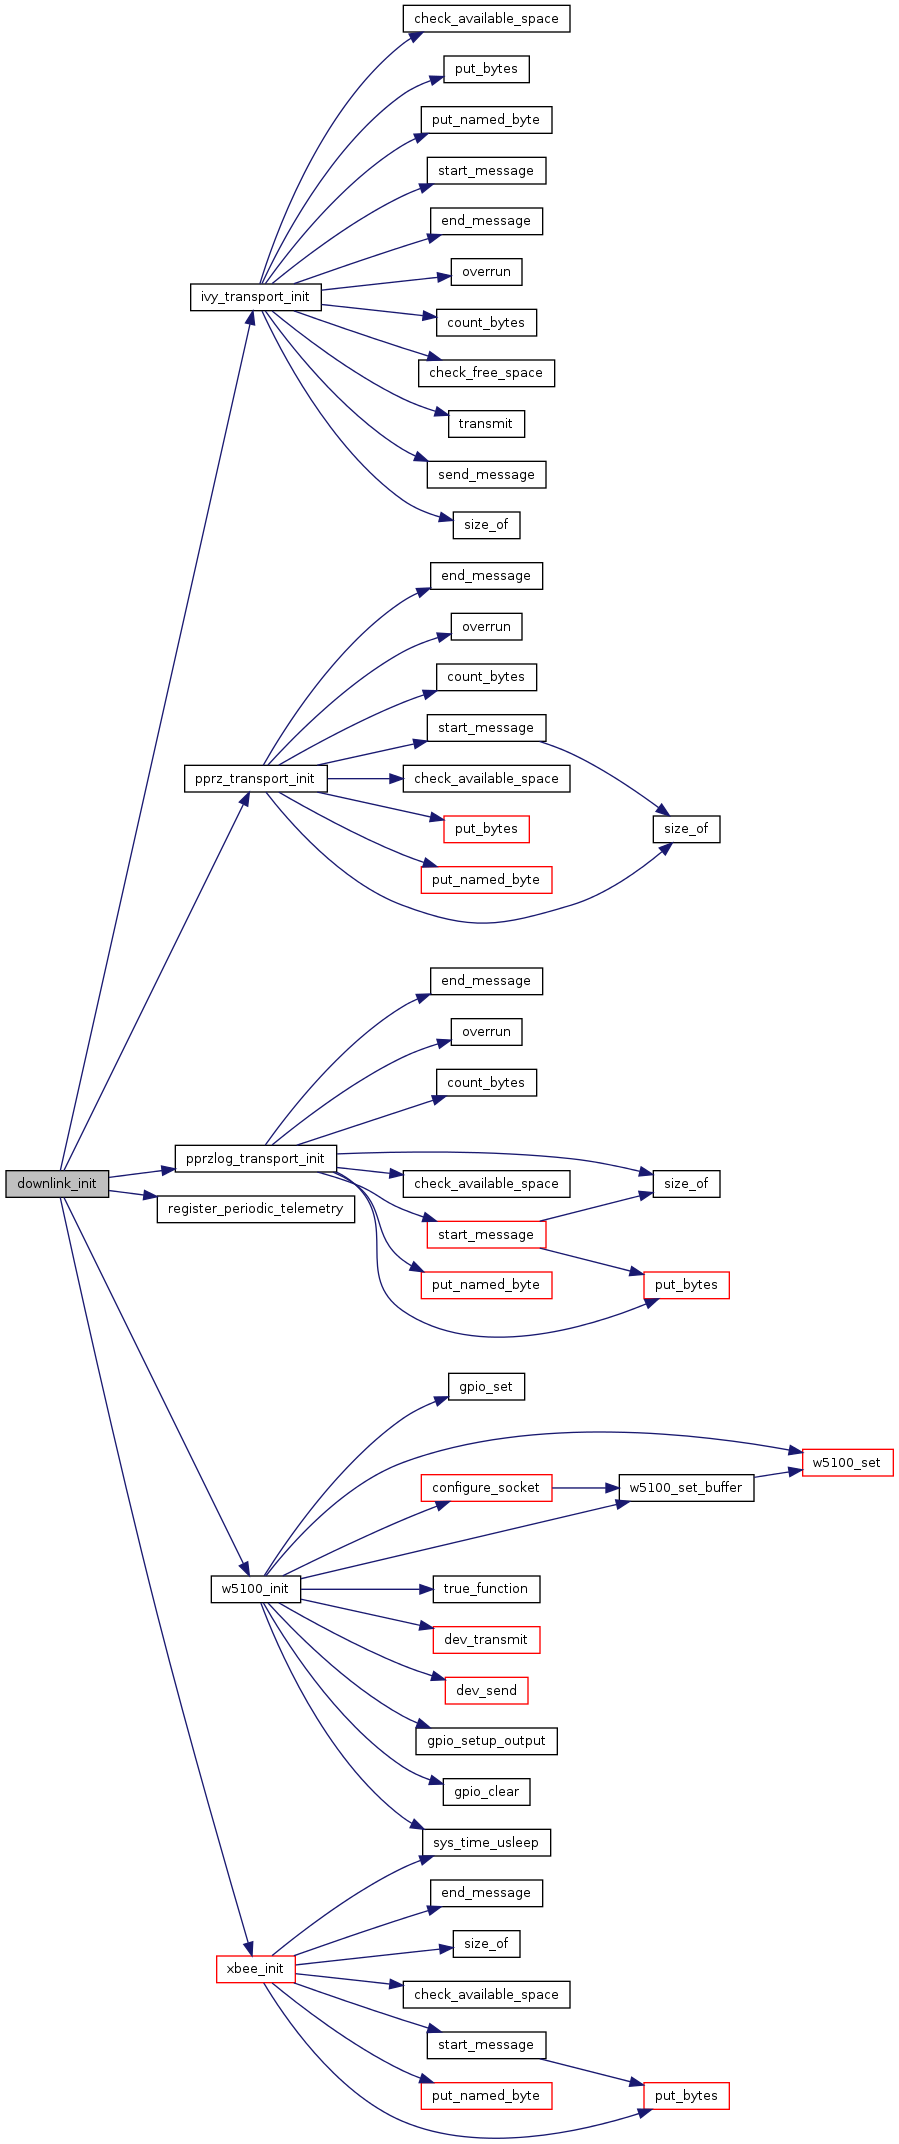 check_available_space
put_bytes
put_named_byte
start_message
end_message
overrun
ivy_transport_init
count_bytes
check_free_space
transmit
send_message
size_of
end_message
overrun
count_bytes
start_message
pprz_transport_init
check_available_space
put_bytes
size_of
put_named_byte
end_message
overrun
count_bytes
pprzlog_transport_init
downlink_init
check_available_space
size_of
register_periodic_telemetry
start_message
put_named_byte
put_bytes
gpio_set
w5100_set
configure_socket
w5100_set_buffer
w5100_init
true_function
dev_transmit
dev_send
gpio_setup_output
gpio_clear
sys_time_usleep
end_message
size_of
xbee_init
check_available_space
start_message
put_named_byte
put_bytes